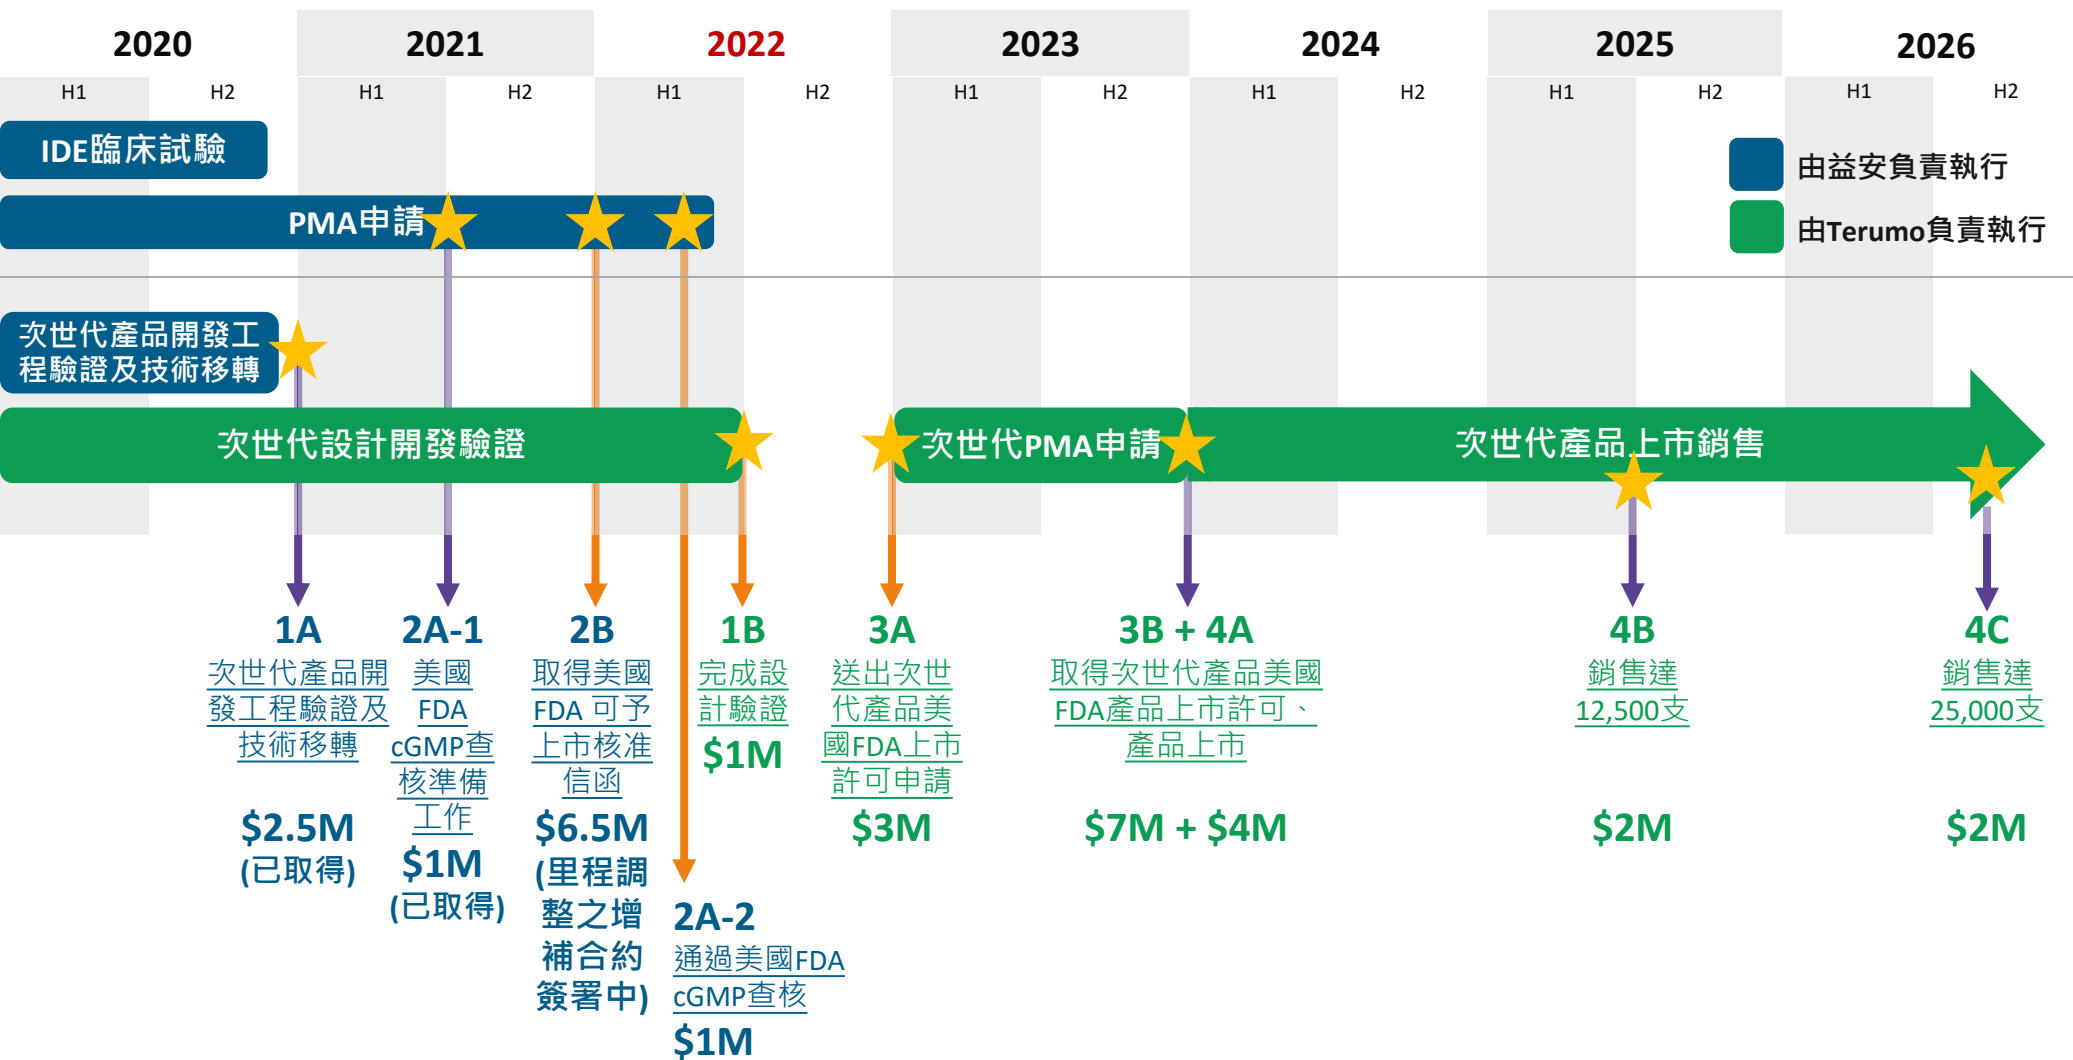 2020
2021
2022
2023
2024
2025
2026
H1
H2
H1
H2
H1
H2
H1
H2
H1
H2
H1
H2
H1
H2
IDE臨床試驗
PMA申請
由益安負責執行
由Terumo負責執行
次世代產品開發工
程驗證及技術移轉
次世代設計開發驗證
次世代PMA申請
次世代產品上市銷售
1A
次世代產品開
發工程驗證及
技術移轉
$2.5M
(已取得)
2A-1
美國
FDA
cGMP查
核準備
工作
$1M
(已取得)
2B
取得美國
FDA 可予
上市核准
信函
$6.5M
(里程調
整之增
補合約
簽署中)
2A-2
通過美國FDA
cGMP查核
$1M
1B
完成設
計驗證
$1M
3A
送出次世
代產品美
國FDA上市
許可申請
$3M
3B + 4A
取得次世代產品美國
FDA產品上市許可、
產品上市
$7M + $4M
4B
銷售達
12,500支
$2M
4C
銷售達
25,000支
$2M